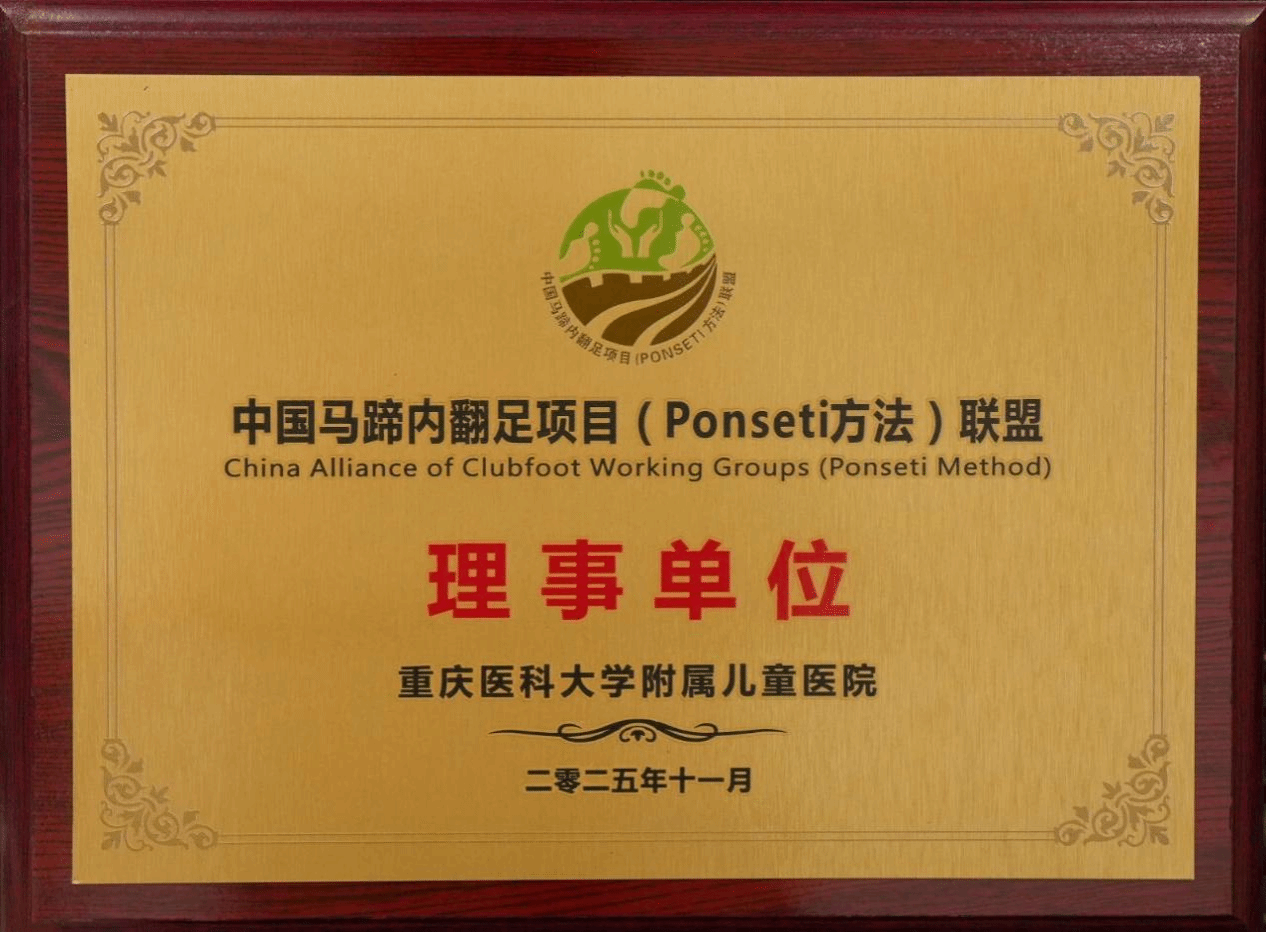 中国马蹄内翻足项目(PONSETI方法)联盟
中国马蹄内翻足项目（Ponseti方法）联盟
China Alliance of Clubfoot Working Groups (Ponseti Method)
理事单位
重庆医科大学附属儿童医院
二零二五年十一月